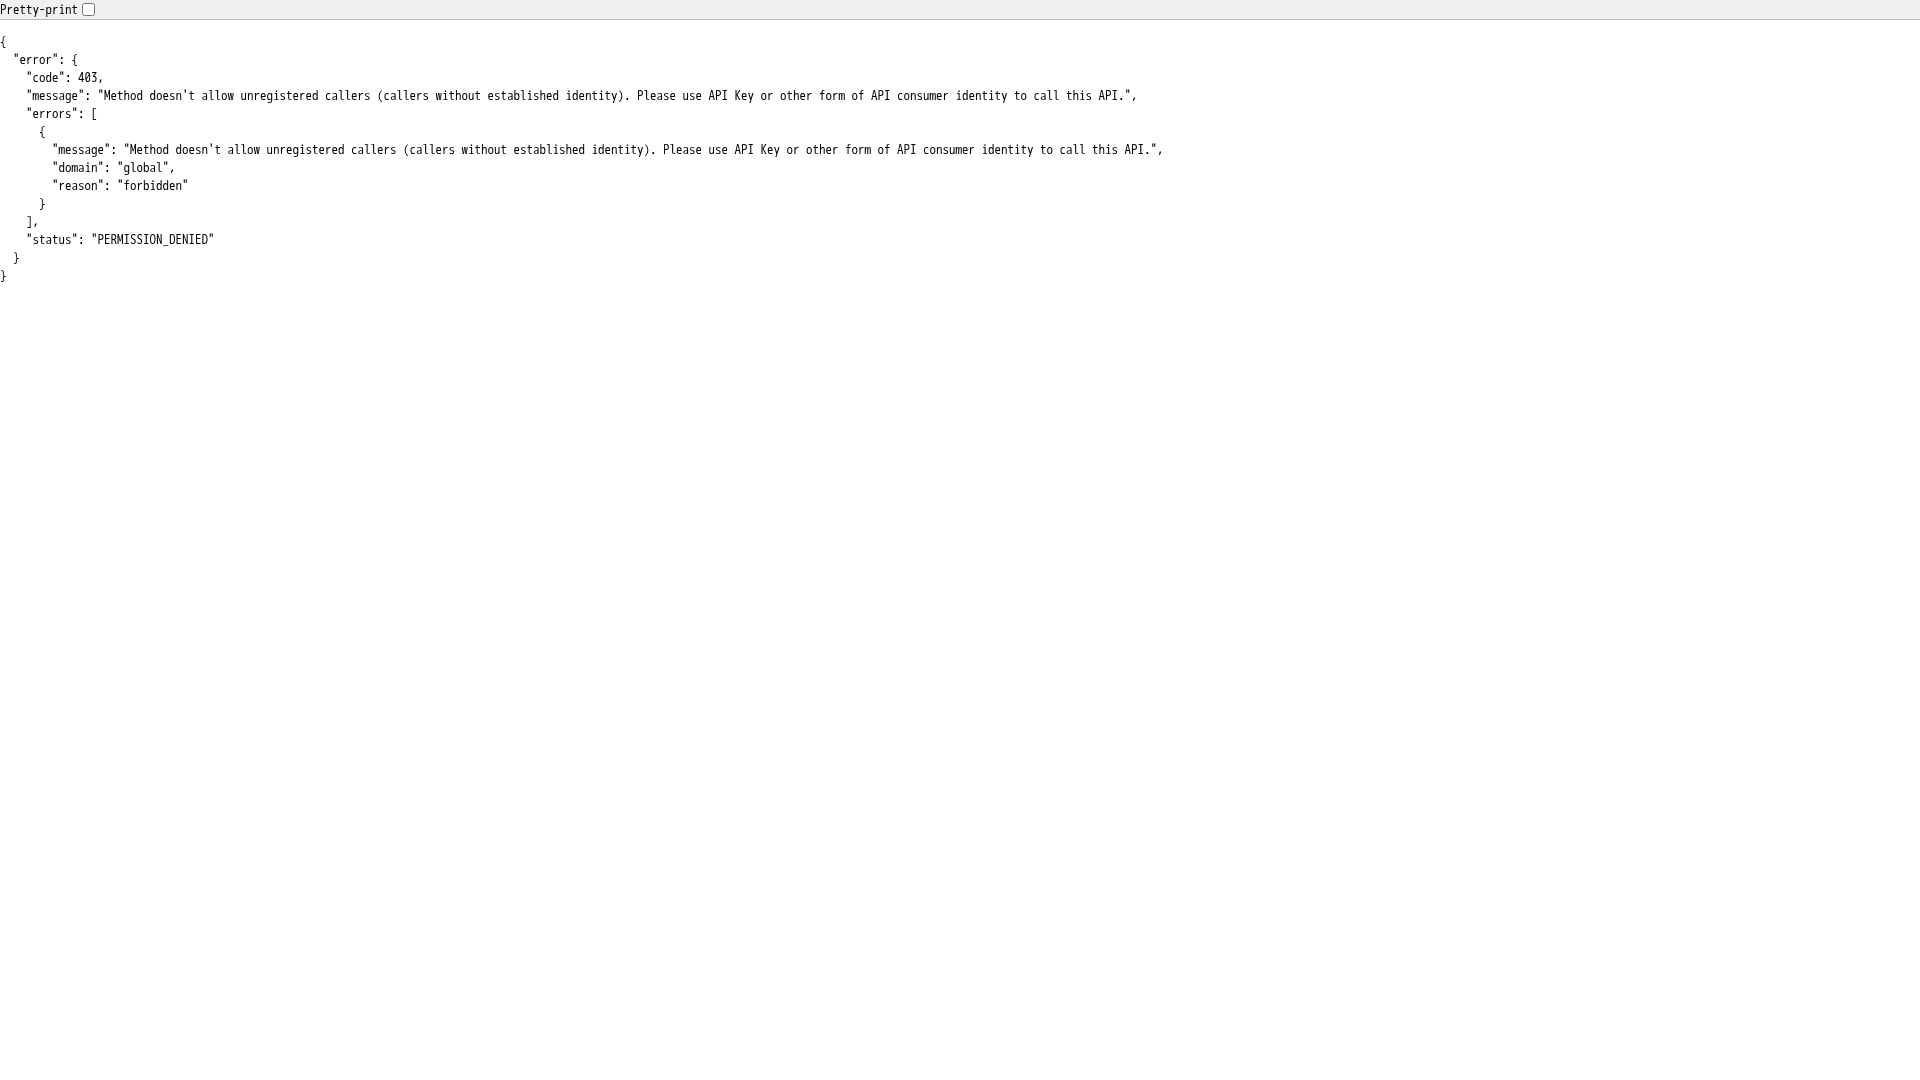 Pretty-print
{
  "error": {
    "code": 403,
    "message": "Method doesn't allow unregistered callers (callers without established identity). Please use API Key or other form of API consumer identity to call this API.",
    "errors": [
      {
        "message": "Method doesn't allow unregistered callers (callers without established identity). Please use API Key or other form of API consumer identity to call this API.",
        "domain": "global",
        "reason": "forbidden"
      }
    ],
    "status": "PERMISSION_DENIED"
  }
}